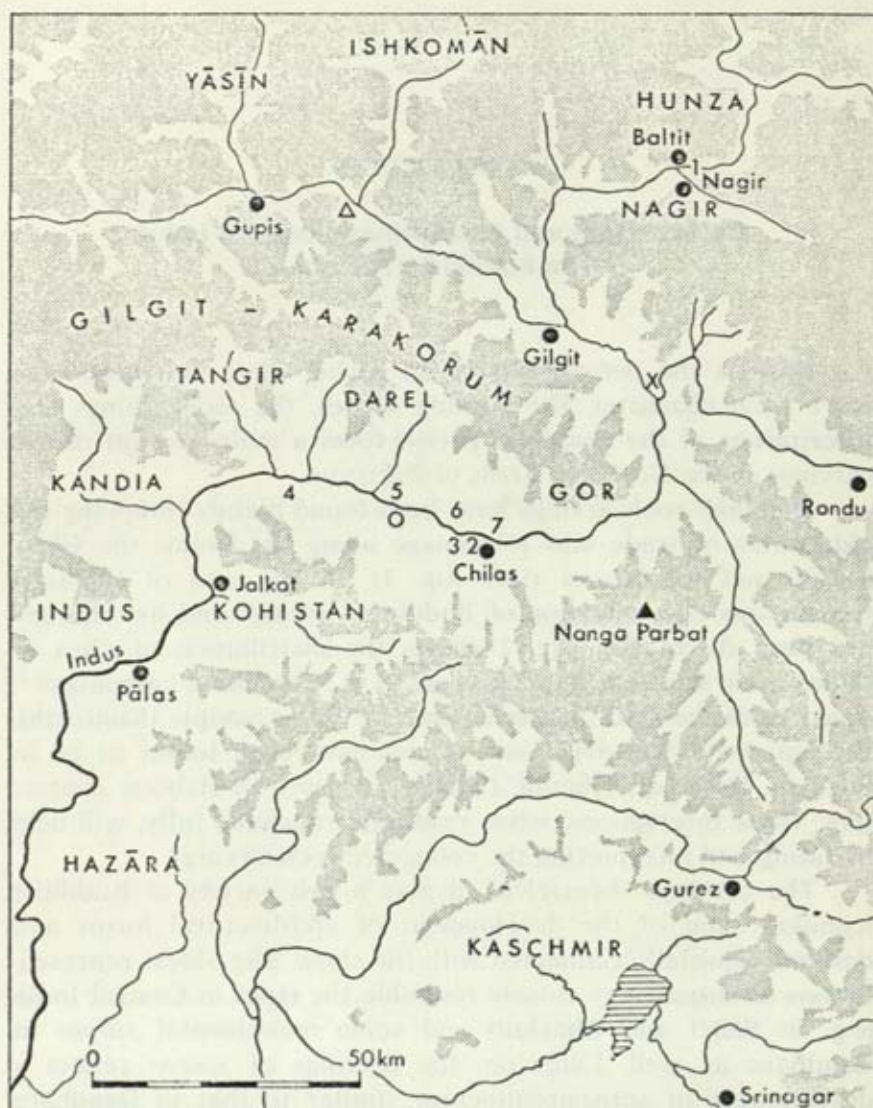 ISHKOMĀN
YĀSĪN
HUNZA
Baltit
1
Nagir
NAGIR
Gupis
GILGIT – KARAKORUM
Gilgit
X
TANGIR
DAREL
KANDIA
4
5
6
7
GOR
Rondu
O
3 2
Chilas
Jalkat
INDUS KOHISTAN
Nanga Parbat
Indus
Pālas
HAZĀRA
Gurez
KASCHMIR
0 50km
Srinagar